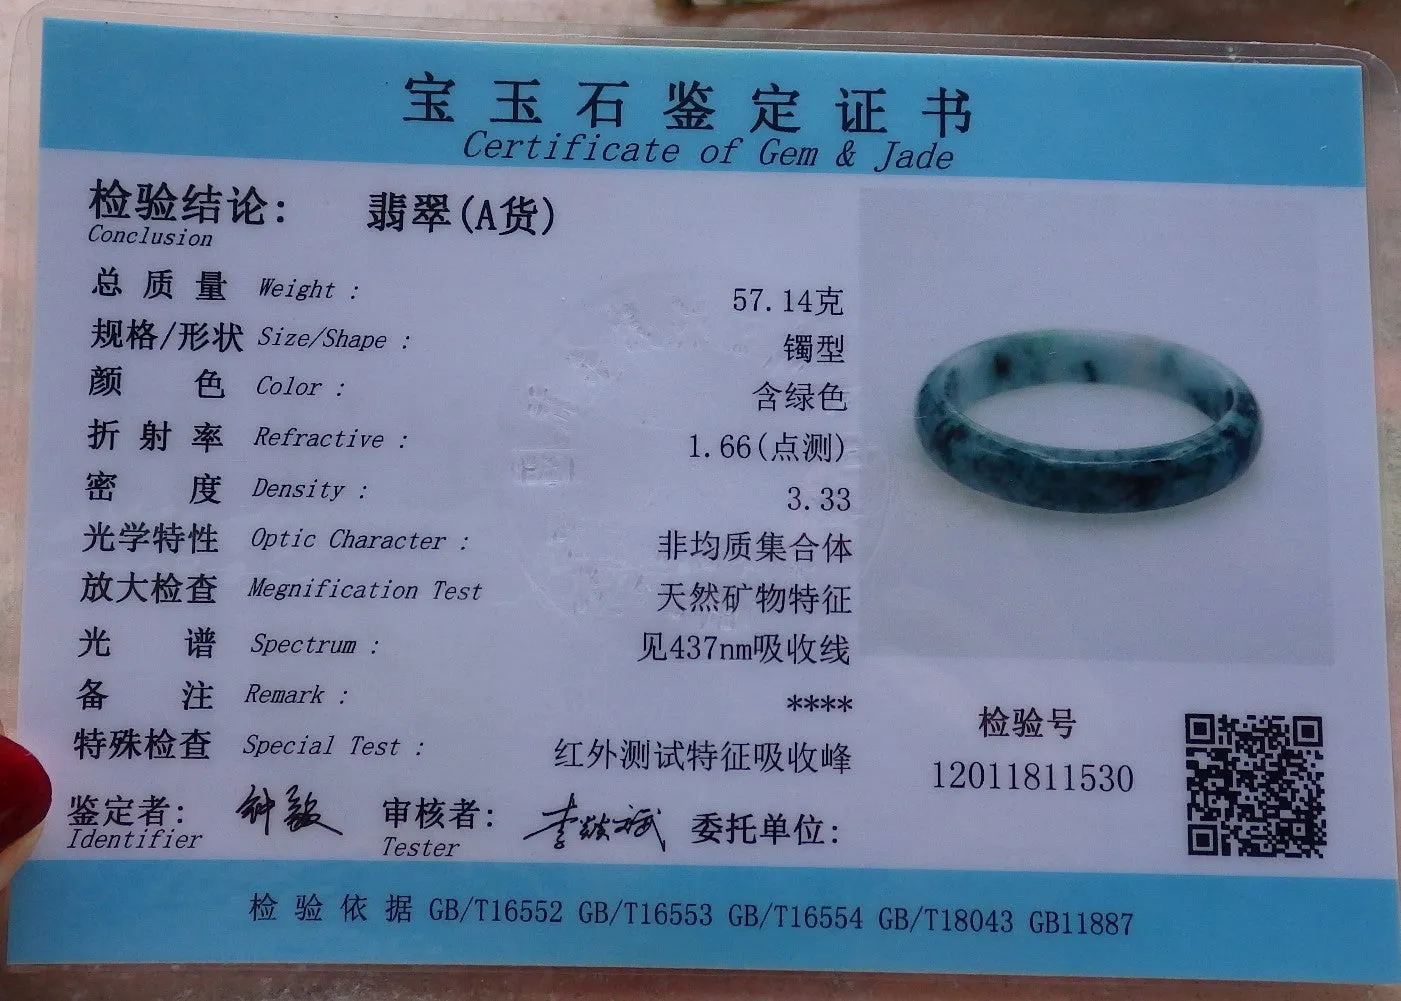 宝玉石鉴定证书
Certificate of Gem & Jade
检验结论: 翡翠(A货)
Conclusion
总质量 Weight : 57.14克
规格/形状 Size/Shape : 镯型
颜色 Color : 含绿色
折射率 Refractive : 1.66(点测)
密度 Density : 3.33
光学特性 Optic Character : 非均质集合体
放大检查 Megnification Test 天然矿物特征
光谱 Spectrum : 见437nm吸收线
备注 Remark : ****
特殊检查 Special Test : 红外测试特征吸收峰
检验号
12011811530
鉴定者: 审核者: 委托单位:
Identifier Tester
检验依据 GB/T16552 GB/T16553 GB/T16554 GB/T18043 GB11887